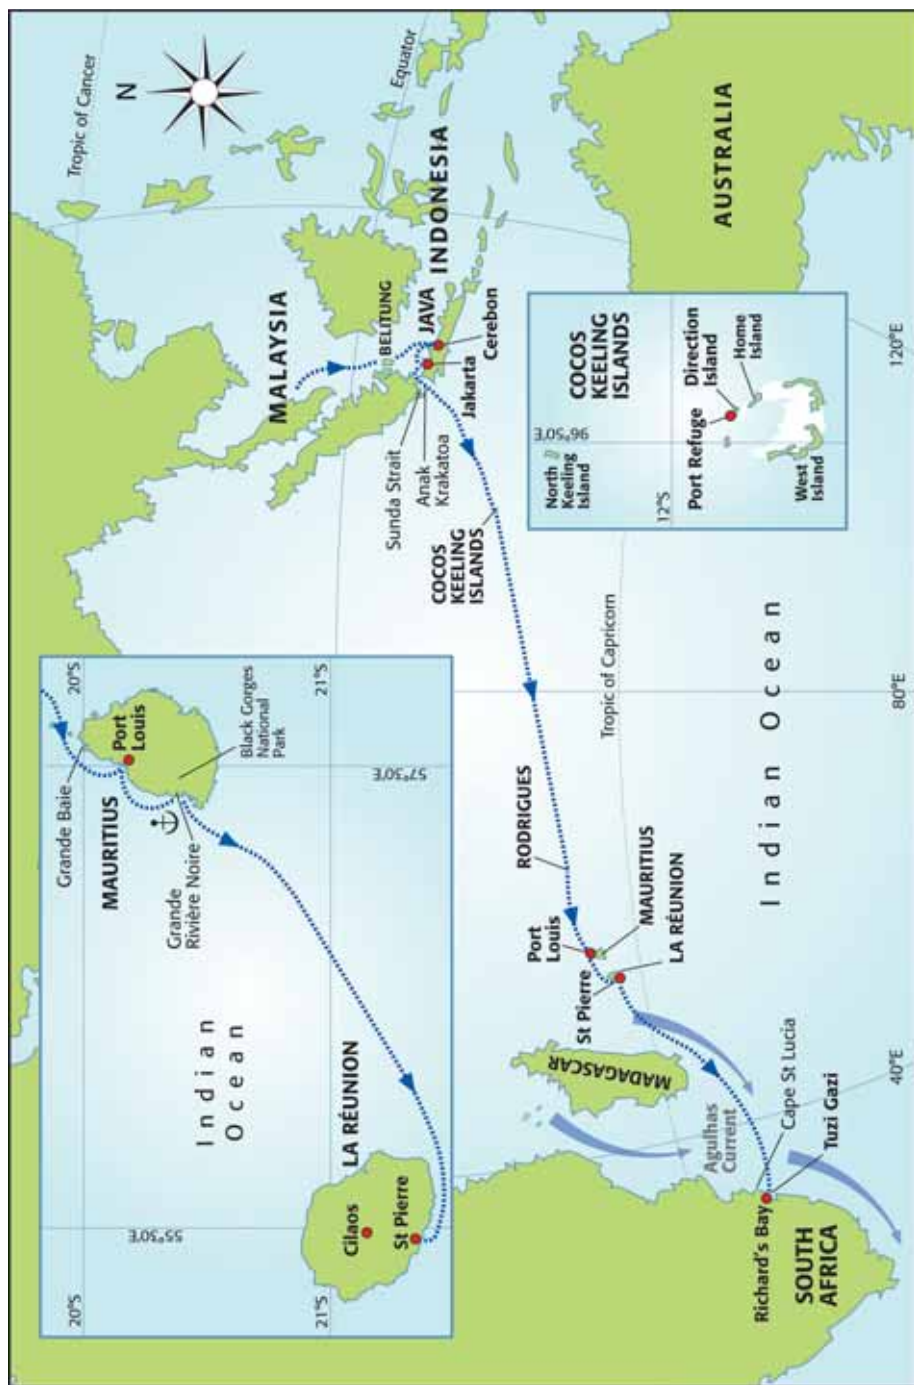 Tropic of Cancer
N
Equator
MALAYSIA
BELITUNG
INDONESIA
JAVA
Cerebon
Jakarta
Sunda Strait
Anak
Krakatoa
COCOS
KEELING
ISLANDS
AUSTRALIA
120°E
COCOS
KEELING
ISLANDS
96°50'E
North
Keeling
Island
12°S
Port Refuge
Direction
Island
Home
Island
West
Island
Tropic of Capricorn
80°E
Indian Ocean
RODRIGUES
Port
Louis
MAURITIUS
St Pierre
LA RÉUNION
MADAGASCAR
Agulhas
Current
40°E
Cape St Lucia
Tuzi Gazi
Richard's Bay
SOUTH
AFRICA
20°S
20°S
Grande Baie
Port
Louis
MAURITIUS
Black Gorges
National
Park
Grande
Rivière Noire
57°30'E
21°S
21°S
Indian
Ocean
LA RÉUNION
55°30'E
Cilaos
St Pierre